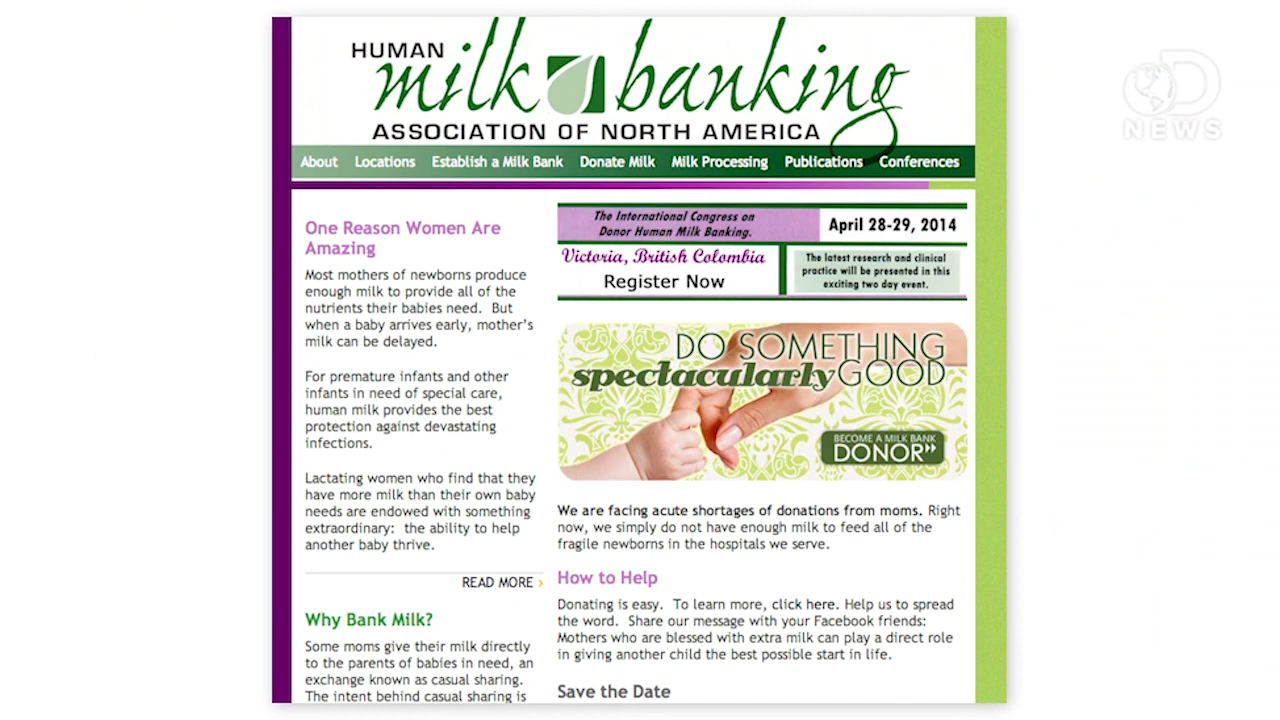 HUMAN
milk banking
ASSOCIATION OF NORTH AMERICA
D
NEWS
About Locations Establish a Milk Bank Donate Milk Milk Processing Publications Conferences
One Reason Women Are
Amazing
Most mothers of newborns produce
enough milk to provide all of the
nutrients their babies need. But
when a baby arrives early, mother's
milk can be delayed.
For premature infants and other
infants in need of special care,
human milk provides the best
protection against devastating
infections.
Lactating women who find that they
have more milk than their own baby
needs are endowed with something
extraordinary: the ability to help
another baby thrive.
READ MORE ›
Why Bank Milk?
Some moms give their milk directly
to the parents of babies in need, an
exchange known as casual sharing.
The intent behind casual sharing is
The International Congress on
Donor Human Milk Banking.
April 28-29, 2014
Victoria, British Colombia
Register Now
The latest research and clinical
practice will be presented in this
exciting two day event.
DO SOMETHING
spectacularly GOOD
BECOME A MILK BANK
DONOR
We are facing acute shortages of donations from moms. Right
now, we simply do not have enough milk to feed all of the
fragile newborns in the hospitals we serve.
How to Help
Donating is easy. To learn more, click here. Help us to spread
the word. Share our message with your Facebook friends:
Mothers who are blessed with extra milk can play a direct role
in giving another child the best possible start in life.
Save the Date